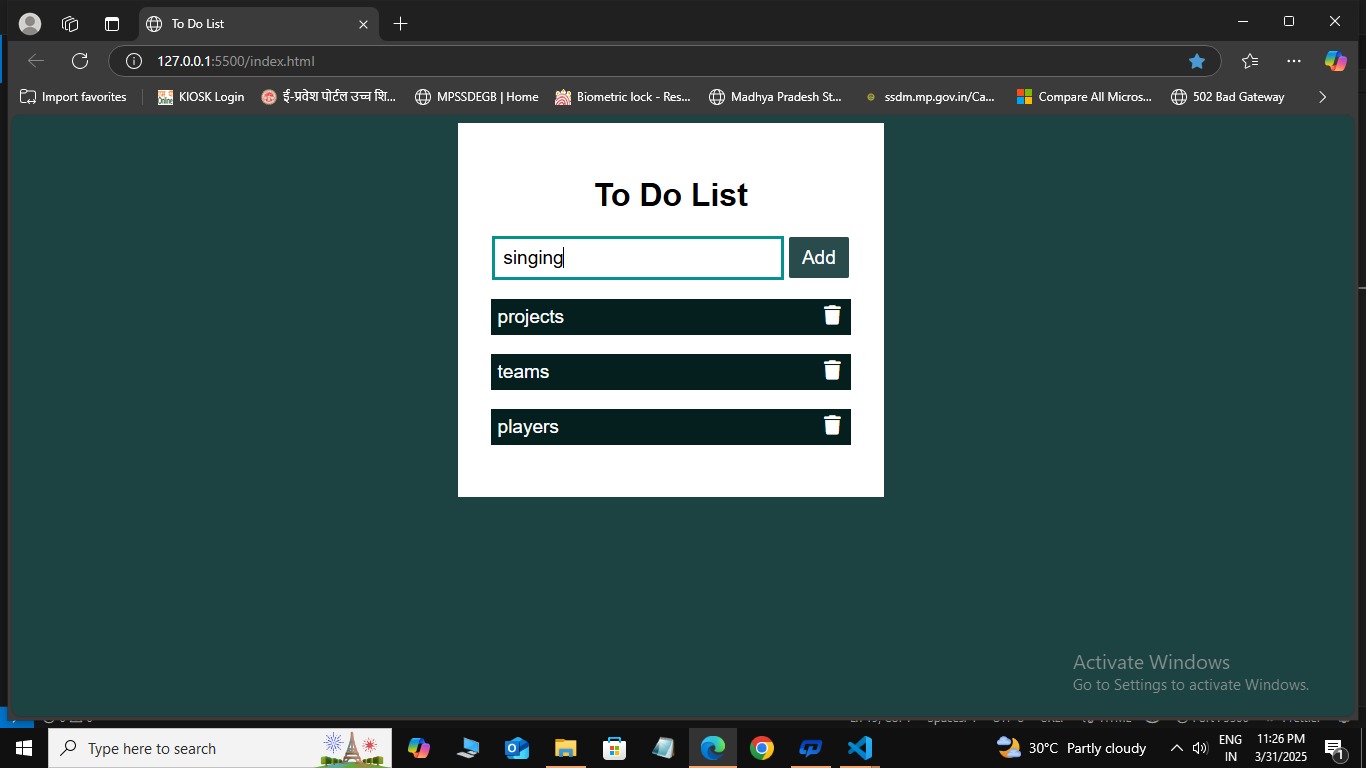 To Do List
127.0.0.1:5500/index.html
Import favorites
KIOSK Login
ई-प्रवेश पोर्टल उच्च शि...
MPSSDEGB | Home
Biometric lock - Res...
Madhya Pradesh St...
ssdm.mp.gov.in/Ca...
Compare All Micros...
502 Bad Gateway
To Do List
singing
Add
projects
teams
players
Activate Windows
Go to Settings to activate Windows.
Type here to search
30°C Partly cloudy
ENG
IN
11:26 PM
3/31/2025
1